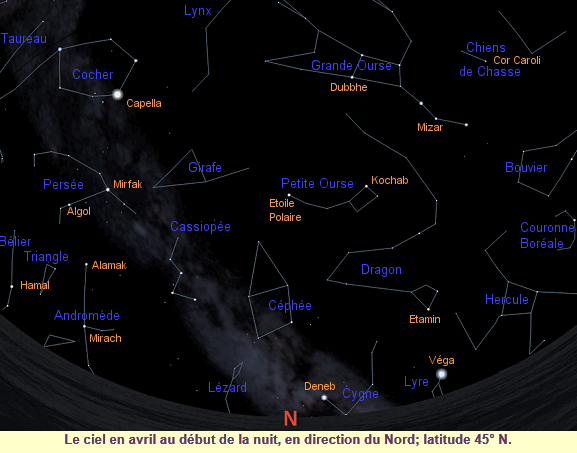 Lynx
Taureau
Cocher
Capella
Grande Ourse
Dubbhe
Chiens
Cor Caroli
de Chasse
Mizar
Girafe
Persée
Mirfak
Algol
Petite Ourse
Kochab
Etoile
Polaire
Bouvier
Cassiopée
Couronne
Boréale
Bélier
Triangle
Alamak
Hamal
Dragon
Céphée
Hercule
Andromède
Mirach
Etamin
Véga
Lyre
Lézard
Deneb
Cygne
N
Le ciel en avril au début de la nuit, en direction du Nord; latitude 45° N.